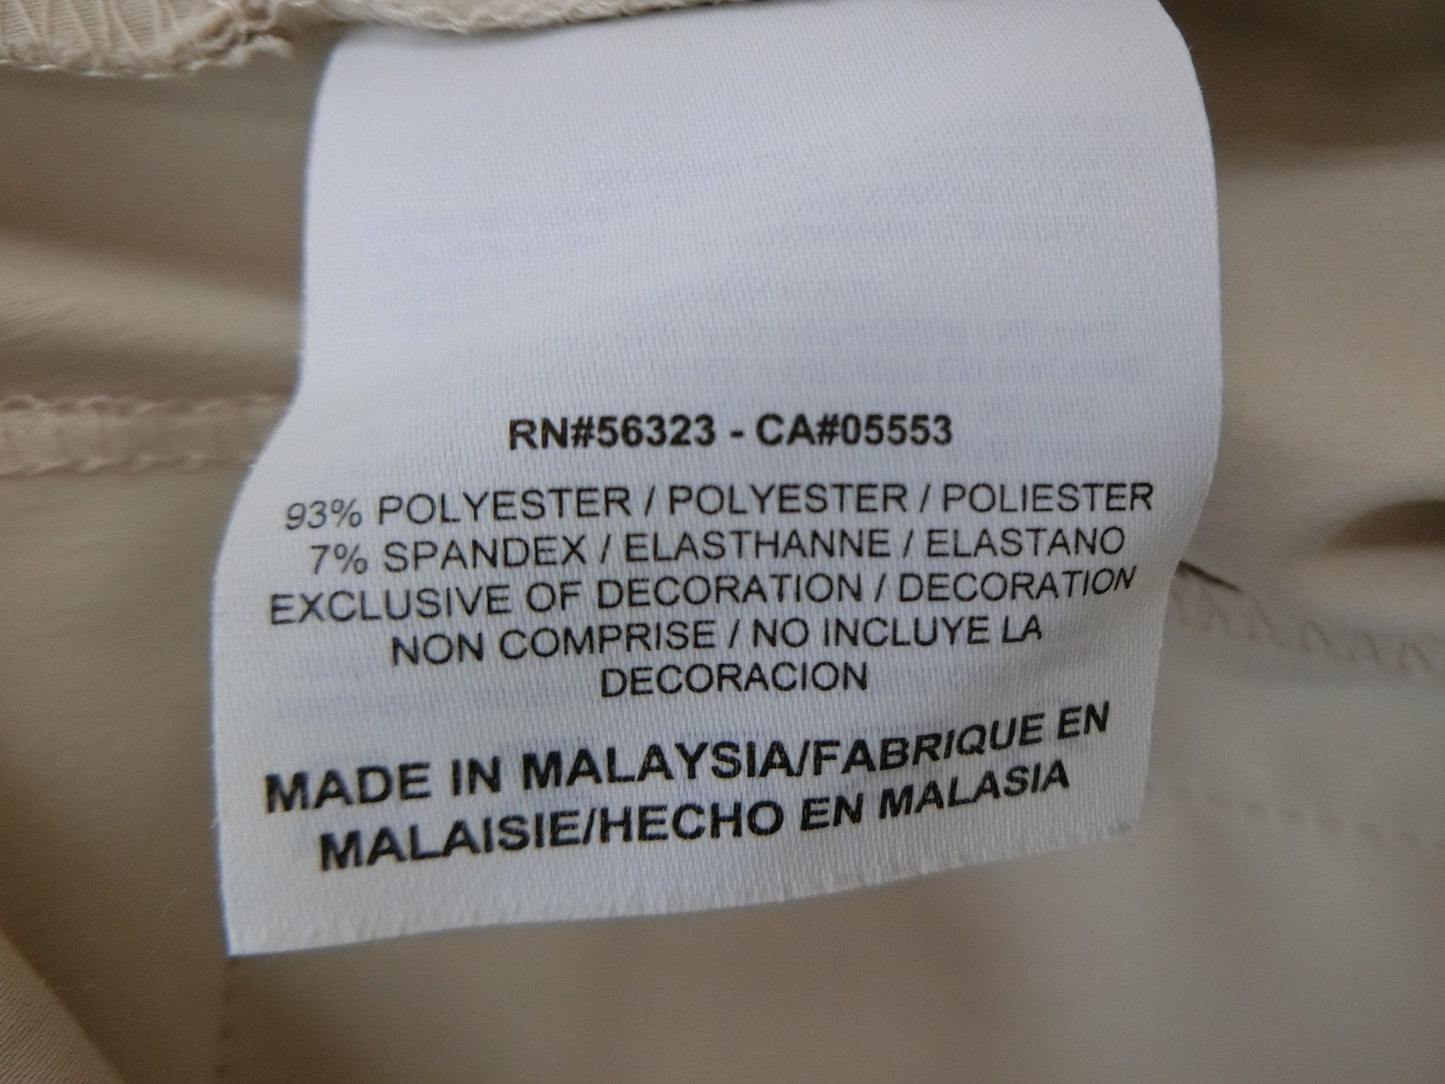 RN#56323 - CA#05553
93% POLYESTER / POLYESTER / POLIESTER
7% SPANDEX / ELASTHANNE / ELASTANO
EXCLUSIVE OF DECORATION / DECORATION
NON COMPRISE / NO INCLUYE LA
DECORACION
MADE IN MALAYSIA/FABRIQUE EN
MALAISIE/HECHO EN MALASIA